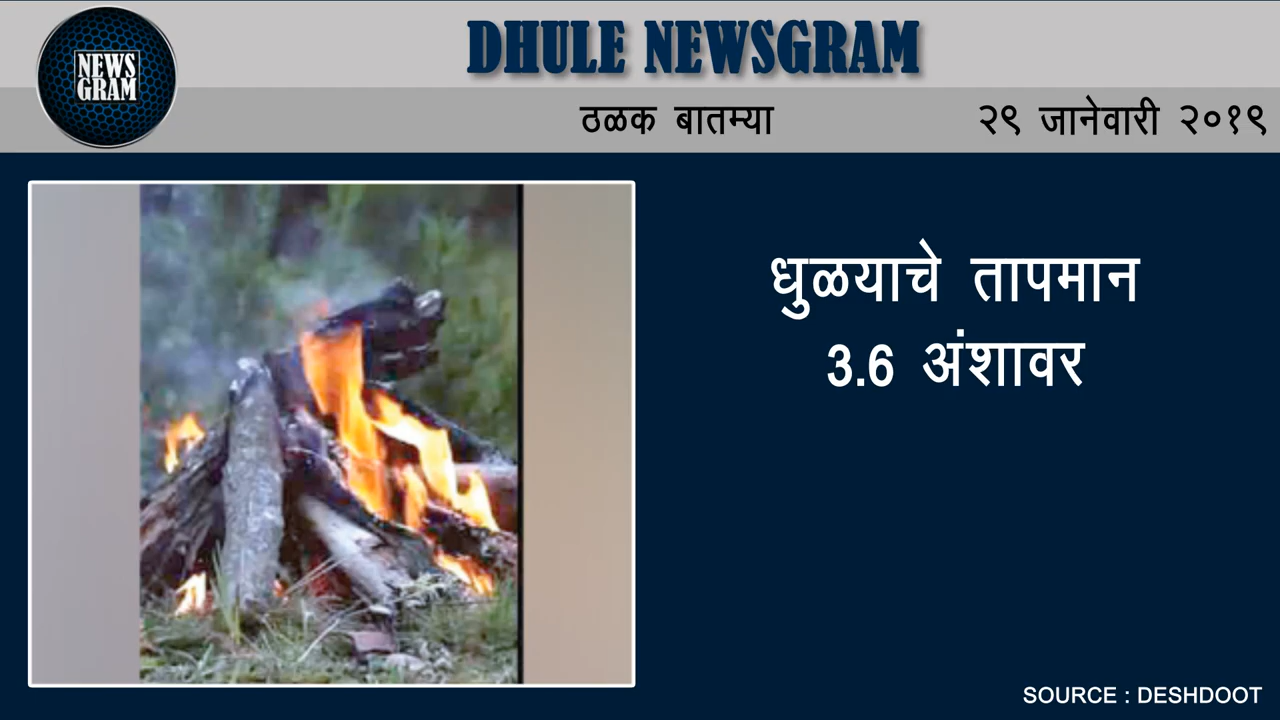 NEWS
GRAM
DHULE NEWSGRAM
ठळक बातम्या
२९ जानेवारी २०१९
धुळयाचे तापमान
3.6 अंशावर
SOURCE : DESHDOOT